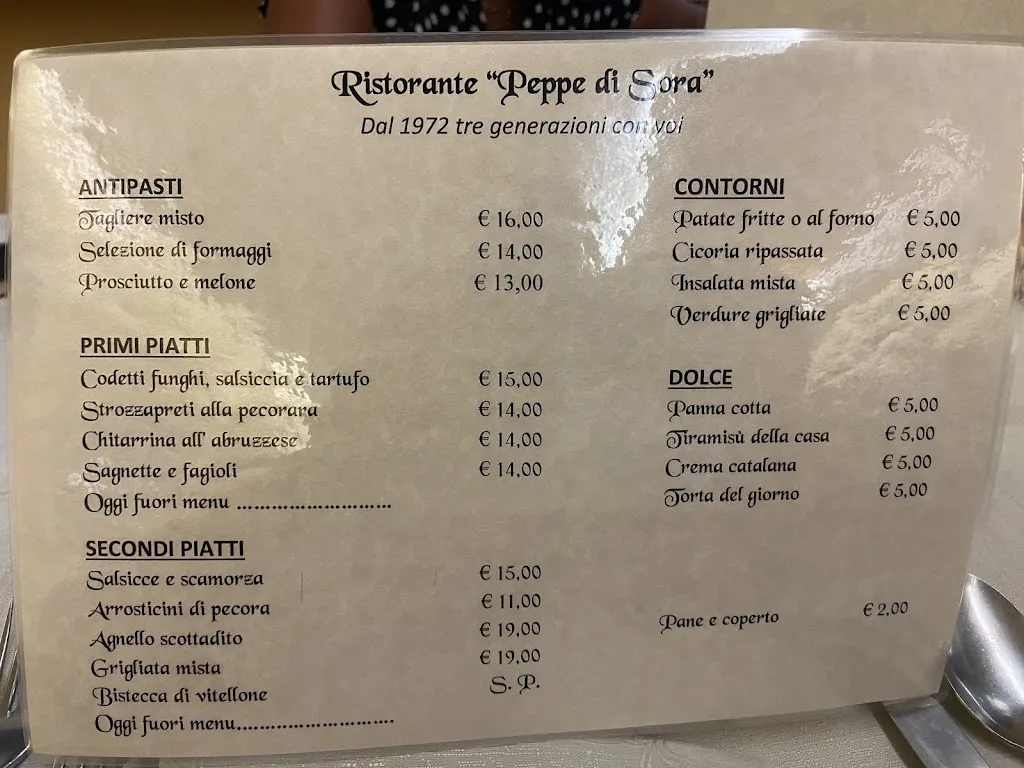 Ristorante “Peppe di Sora”
Dal 1972 tre generazioni con voi
ANTIPASTI
Tagliere misto € 16,00
Selezione di formaggi € 14,00
Prosciutto e melone € 13,00
PRIMI PIATTI
Codetti funghi, salsiccia e tartufo € 15,00
Strozzapreti alla pecorara € 14,00
Chitarrina all' abruzzese € 14,00
Sagnette e fagioli € 14,00
Oggi fuori menu ...........................
SECONDI PIATTI
Salsicce e scamorza € 15,00
Arrosticini di pecora € 11,00
Agnello scottadito € 19,00
Grigliata mista € 19,00
Bistecca di vitellone S. P.
Oggi fuori menu...........................
CONTORNI
Patate fritte o al forno € 5,00
Cicoria ripassata € 5,00
Insalata mista € 5,00
Verdure grigliate € 5,00
DOLCE
Panna cotta € 5,00
Tiramisù della casa € 5,00
Crema catalana € 5,00
Torta del giorno € 5,00
Pane e coperto € 2,00